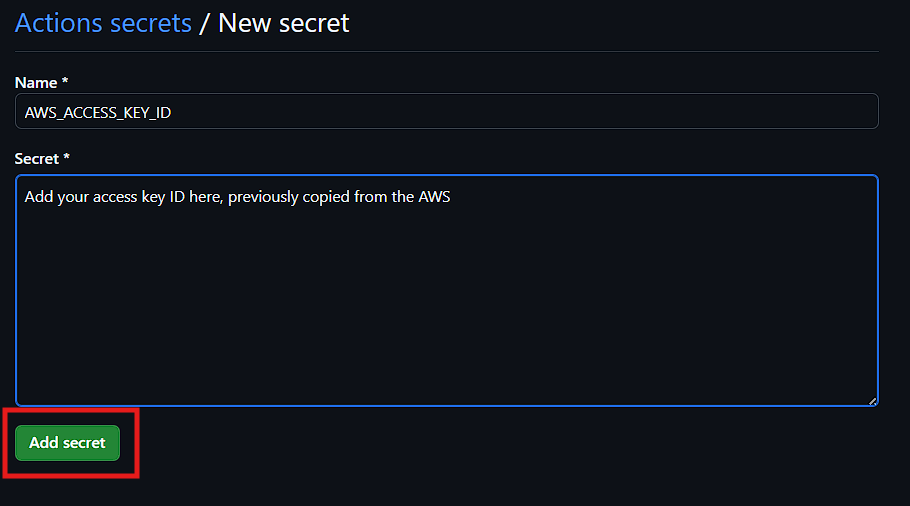 Actions secrets / New secret
Name *
AWS_ACCESS_KEY_ID
Secret *
Add your access key ID here, previously copied from the AWS
Add secret